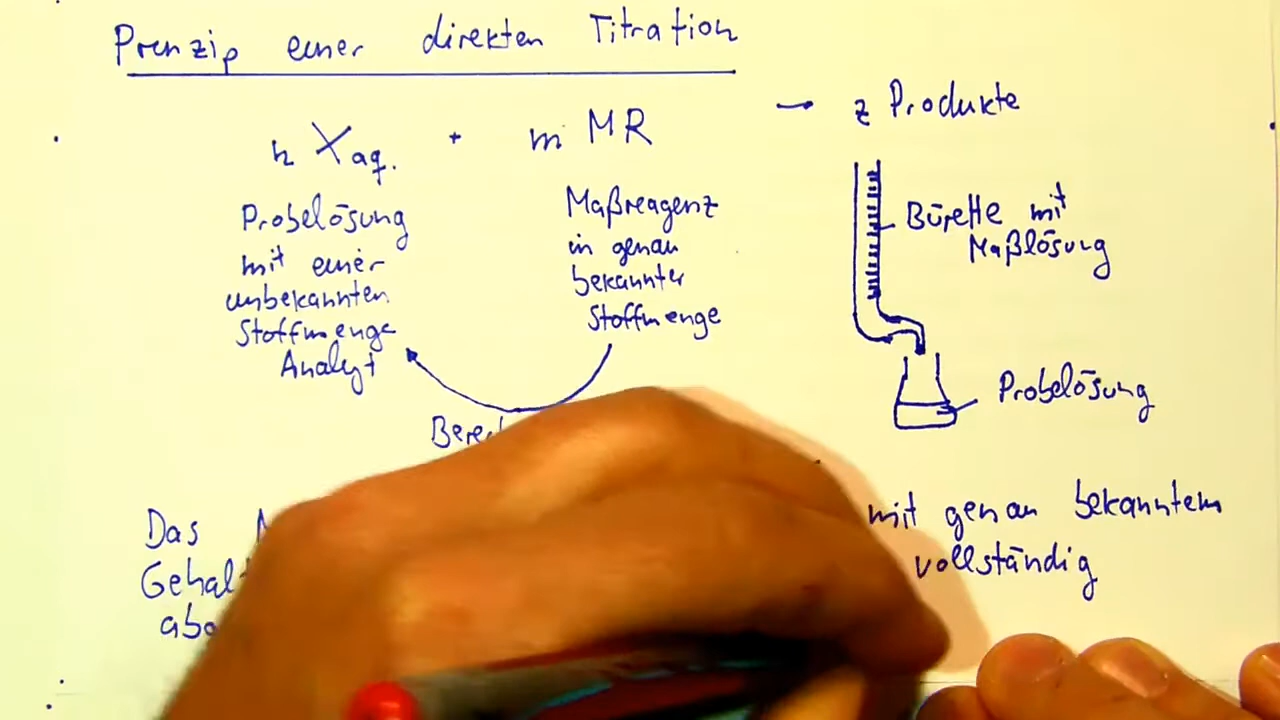 Prinzip einer direkten Titration
n Xaq. + m MR → z Produkte
Probelösung
mit einer
unbekannten
Stoffmenge
Analyt
Maßreagenz
in genau
bekannter
Stoffmenge
Bürette mit
Maßlösung
Probelösung
Das mit genau bekanntem
vollständig